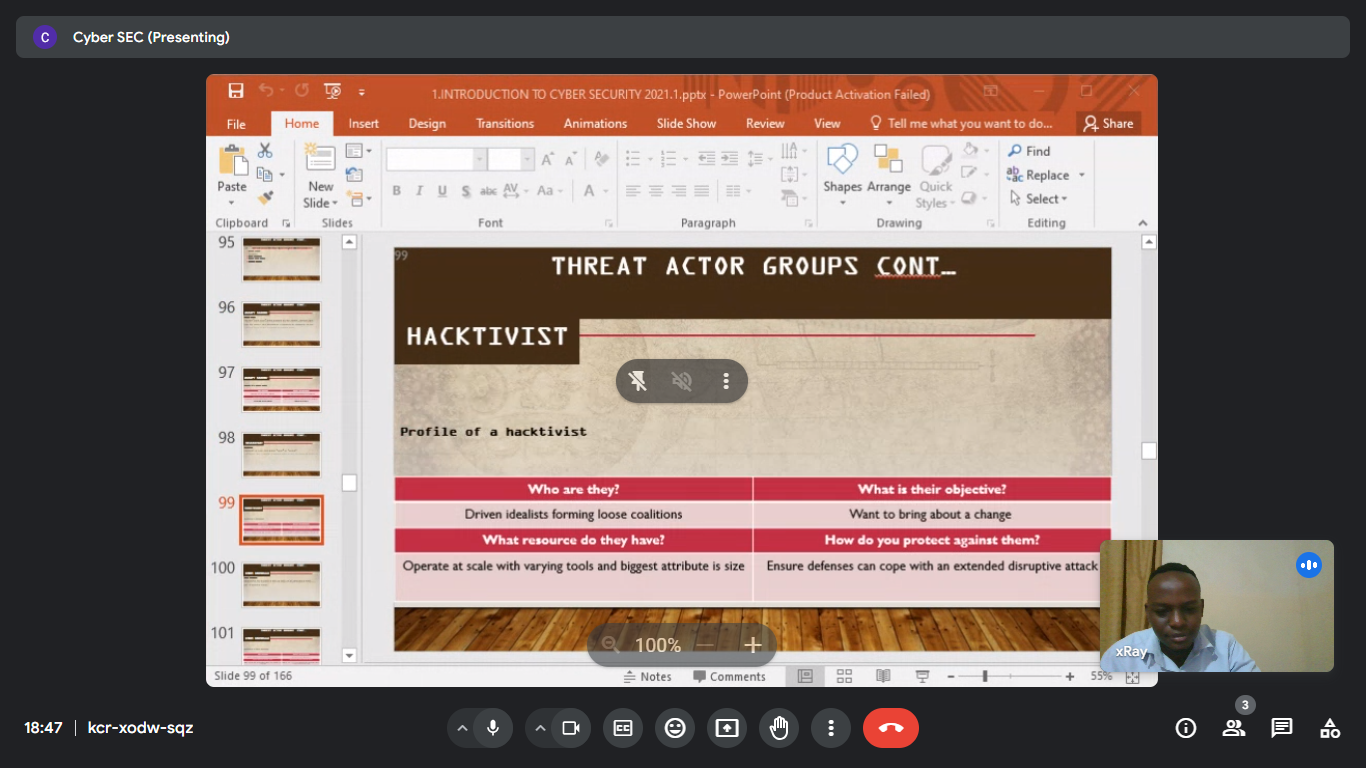 C Cyber SEC (Presenting)
1.INTRODUCTION TO CYBER SECURITY 2021.1.pptx - PowerPoint (Product Activation Failed)
File Home Insert Design Transitions Animations Slide Show Review View Tell me what you want to do... Share
Paste
New
Slide
B I U S abc AV Aa A
Shapes Arrange Quick
Styles
Find
Replace
Select
Clipboard Slides Font Paragraph Drawing Editing
95
96
97
98
99
100
101
99
THREAT ACTOR GROUPS CONT…
HACKTIVIST
Profile of a hacktivist
Who are they? What is their objective?
Driven idealists forming loose coalitions Want to bring about a change
What resource do they have? How do you protect against them?
Operate at scale with varying tools and biggest attribute is size Ensure defenses can cope with an extended disruptive attack
100%
xRay
Slide 99 of 166 Notes Comments 55%
18:47 | kcr-xodw-sqz
CC
3